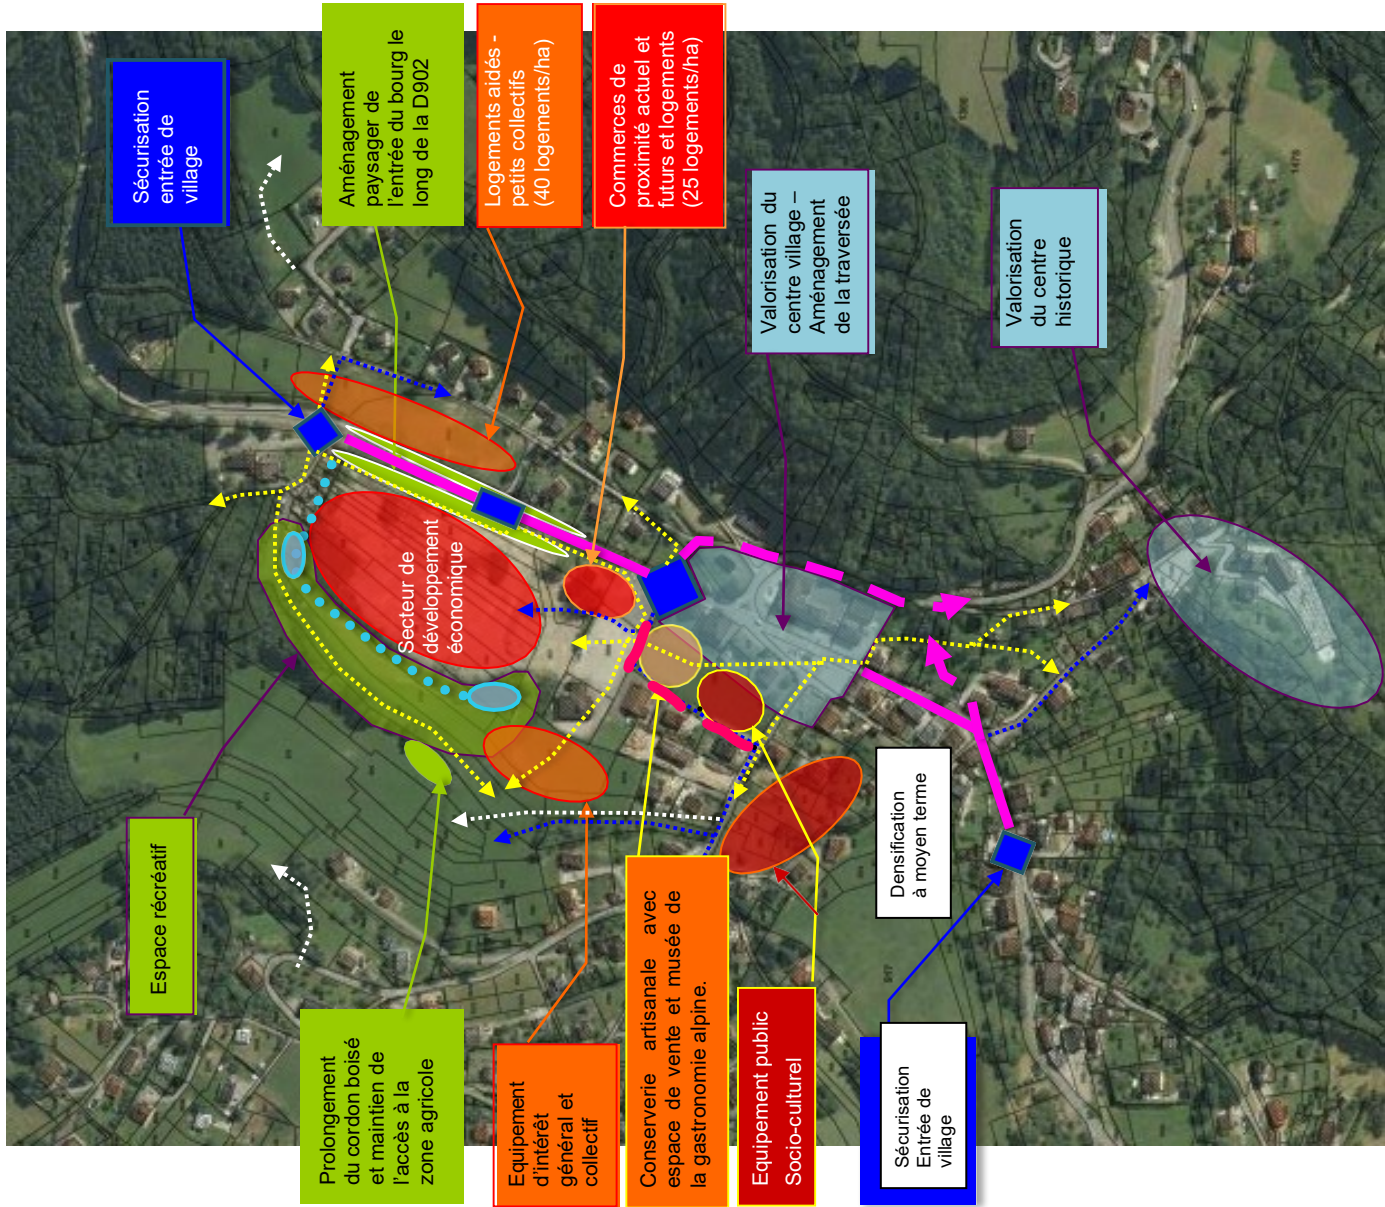 Sécurisation
entrée de
village
Aménagement
paysager de
l'entrée du bourg le
long de la D902
Logements aidés -
petits collectifs
(40 logements/ha)
Commerces de
proximité actuel et
futurs et logements
(25 logements/ha)
Valorisation du
centre village –
Aménagement
de la traversée
Valorisation
du centre
historique
Secteur de
développement
économique
Espace récréatif
Densification
à moyen terme
Prolongement
du cordon boisé
et maintien de
l'accès à la
zone agricole
Equipement
d'intérêt
général et
collectif
Conserverie artisanale avec
espace de vente et musée de
la gastronomie alpine.
Equipement public
Socio-culturel
Sécurisation
Entrée de
village